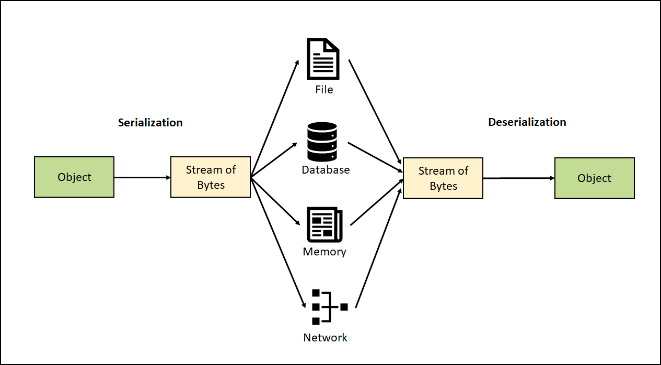 File
Serialization
Deserialization
Database
Object
Stream of
Bytes
Stream of
Bytes
Object
Memory
Network